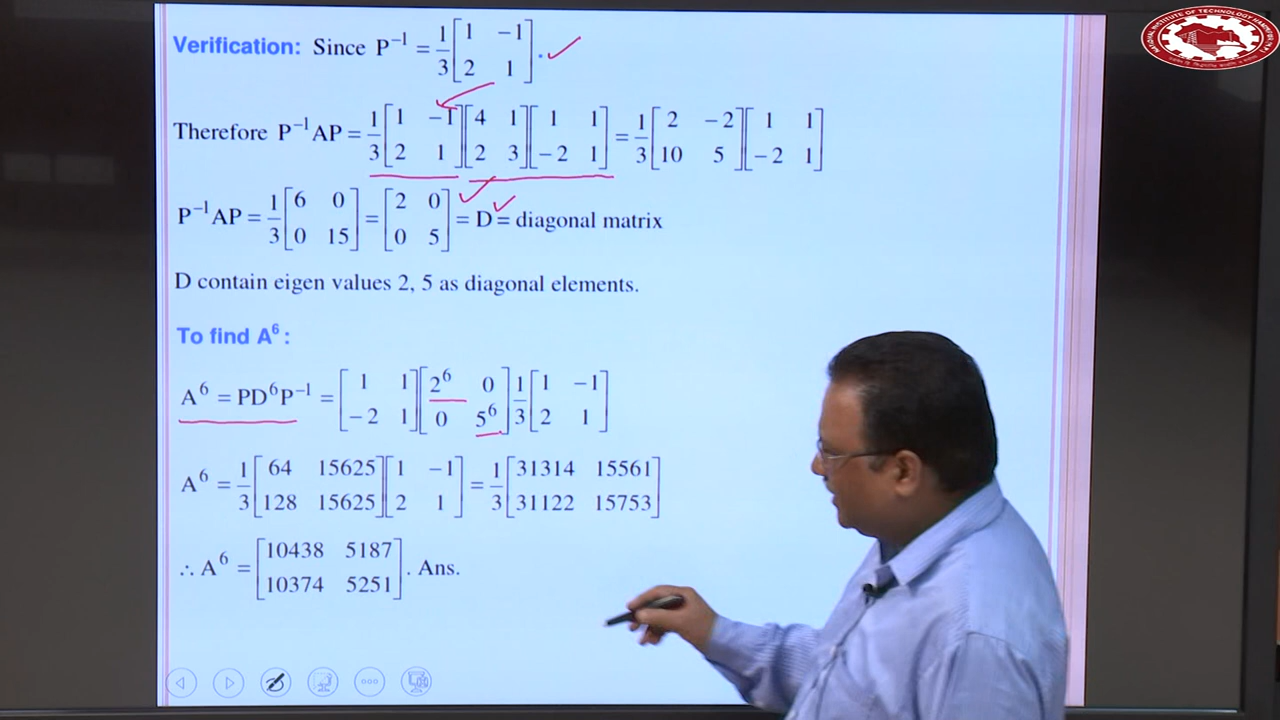 Verification: Since P⁻¹ = 1/3 [1 −1; 2 1].
Therefore P⁻¹AP = 1/3 [1 −1; 2 1] [4 1; 2 3] [1 1; −2 1] = 1/3 [2 −2; 10 5] [1 1; −2 1]
P⁻¹AP = 1/3 [6 0; 0 15] = [2 0; 0 5] = D = diagonal matrix
D contain eigen values 2, 5 as diagonal elements.
To find A⁶ :
A⁶ = PD⁶P⁻¹ = [1 1; −2 1] [2⁶ 0; 0 5⁶] 1/3 [1 −1; 2 1]
A⁶ = 1/3 [64 15625; 128 15625] [1 −1; 2 1] = 1/3 [31314 15561; 31122 15753]
∴ A⁶ = [10438 5187; 10374 5251]. Ans.